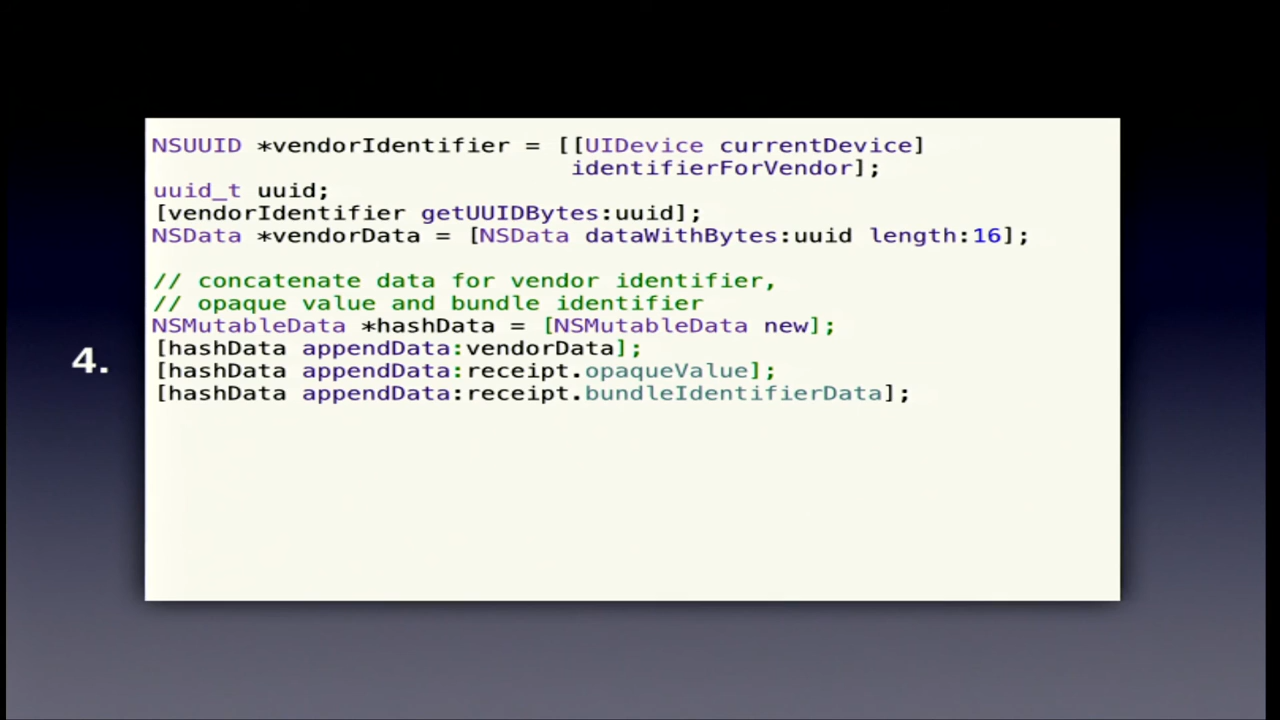 NSUUID *vendorIdentifier = [[UIDevice currentDevice]
identifierForVendor];
uuid_t uuid;
[vendorIdentifier getUUIDBytes:uuid];
NSData *vendorData = [NSData dataWithBytes:uuid length:16];
// concatenate data for vendor identifier,
// opaque value and bundle identifier
NSMutableData *hashData = [NSMutableData new];
[hashData appendData:vendorData];
4.
[hashData appendData:receipt.opaqueValue];
[hashData appendData:receipt.bundleIdentifierData];